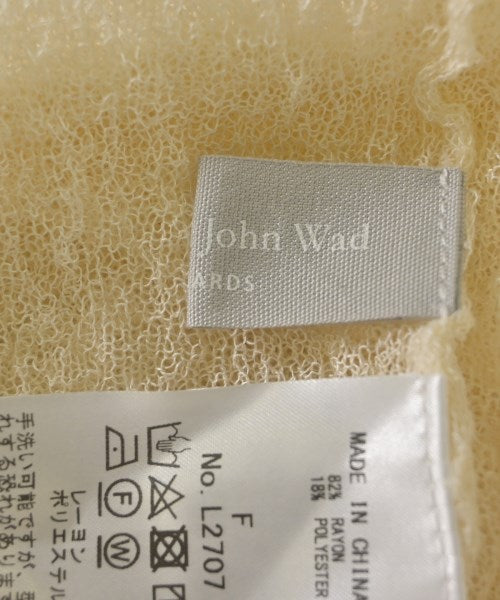 John Wad
ARDS
MADE IN CHINA
82% RAYON
18% POLYESTER
F
No. L2707
F
W
レーヨン
ポリエステル
手洗い可能ですが、
れする恐れがあります